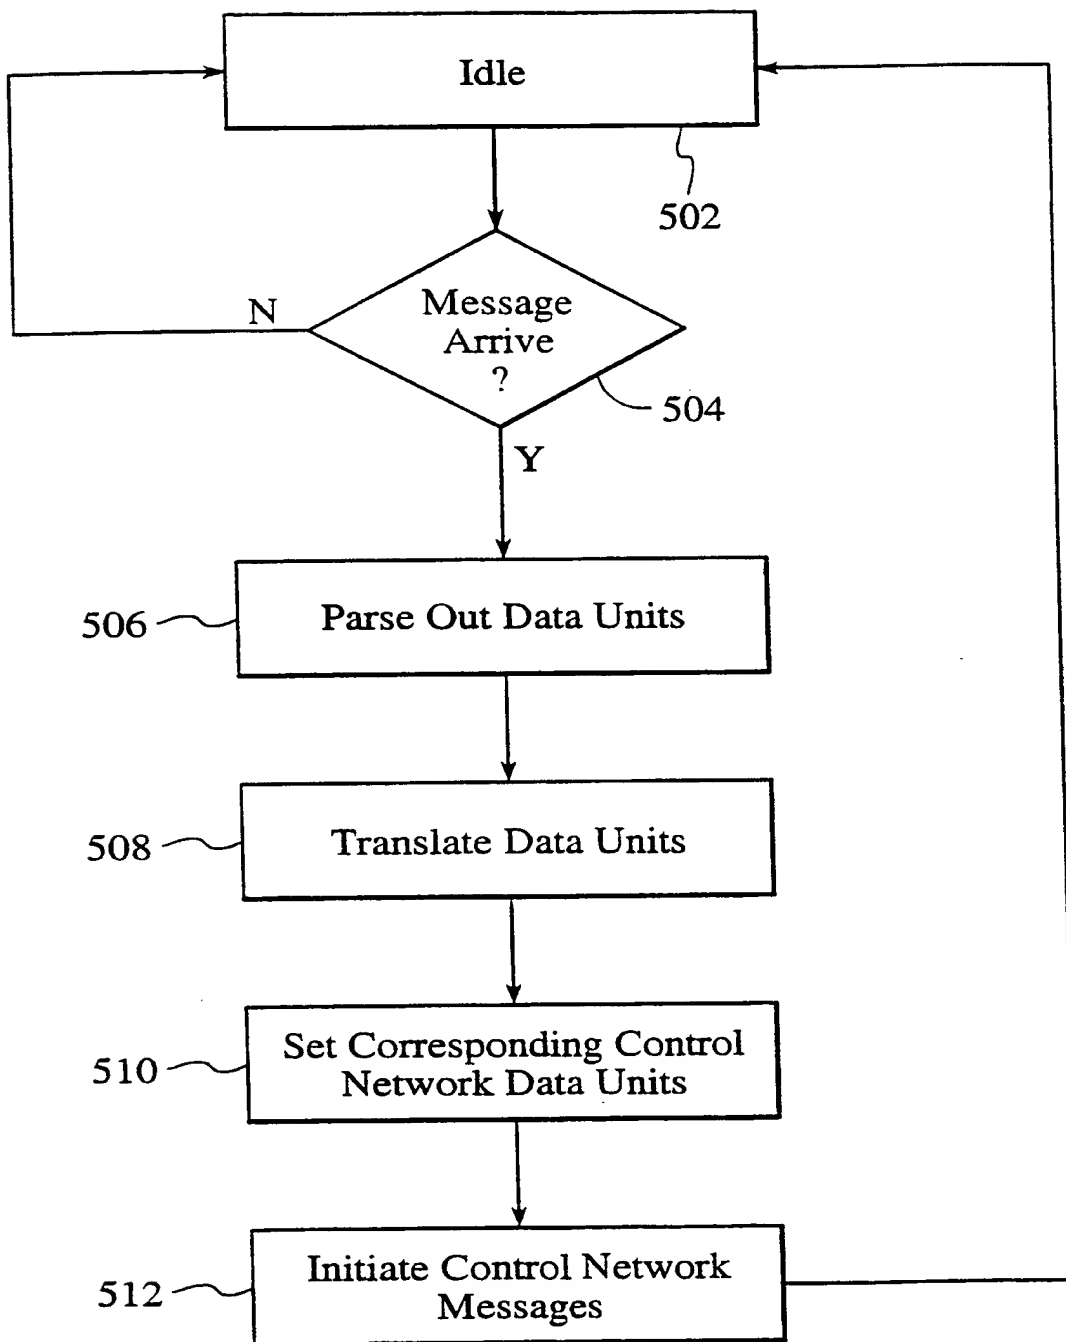 Idle
502
N
Message
Arrive
?
504
Y
506
Parse Out Data Units
508
Translate Data Units
510
Set Corresponding Control
Network Data Units
512
Initiate Control Network
Messages